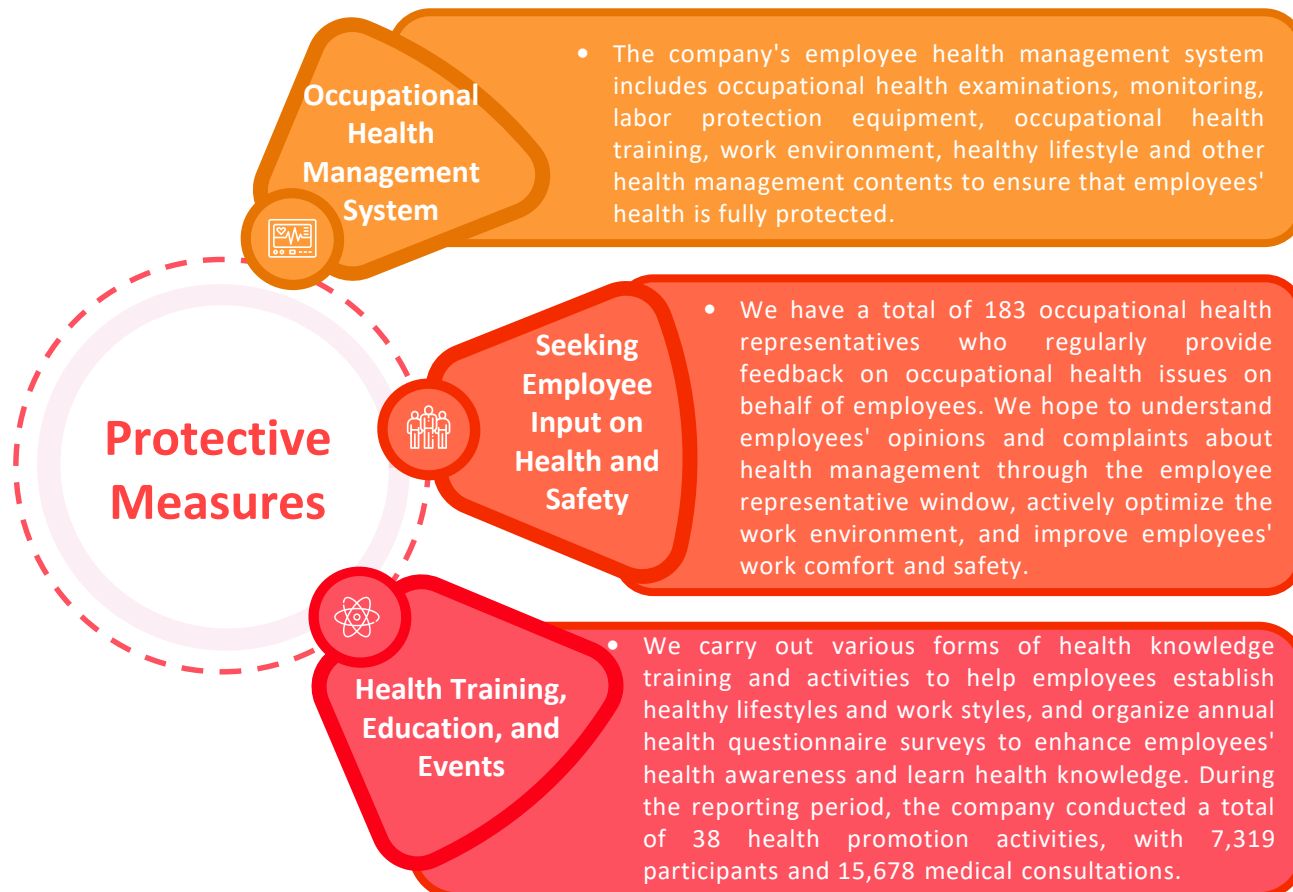 Protective
Measures
Occupational
Health
Management
System
• The company's employee health management system
includes occupational health examinations, monitoring,
labor protection equipment, occupational health
training, work environment, healthy lifestyle and other
health management contents to ensure that employees'
health is fully protected.
Seeking
Employee
Input on
Health and
Safety
• We have a total of 183 occupational health
representatives who regularly provide
feedback on occupational health issues on
behalf of employees. We hope to understand
employees' opinions and complaints about
health management through the employee
representative window, actively optimize the
work environment, and improve employees'
work comfort and safety.
Health Training,
Education, and
Events
• We carry out various forms of health knowledge
training and activities to help employees establish
healthy lifestyles and work styles, and organize annual
health questionnaire surveys to enhance employees'
health awareness and learn health knowledge. During
the reporting period, the company conducted a total
of 38 health promotion activities, with 7,319
participants and 15,678 medical consultations.